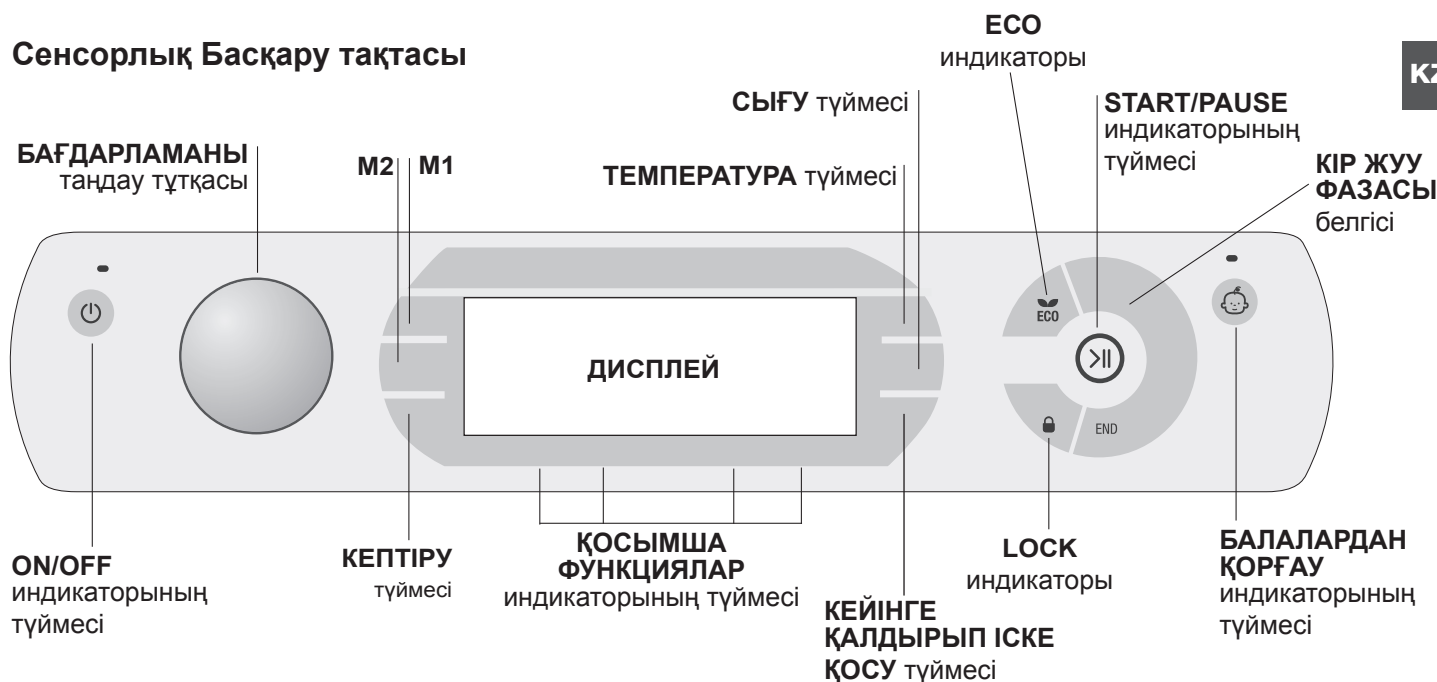 Сенсорлық Басқару тақтасы
ECO
индикаторы
KZ
СЫҒУ түймесі
START/PAUSE
индикаторының
түймесі
БАҒДАРЛАМАНЫ
таңдау тұтқасы
M2 M1
ТЕМПЕРАТУРА түймесі
КІР ЖУУ
ФАЗАСЫ
белгісі
ECO
ДИСПЛЕЙ
END
ON/OFF
индикаторының
түймесі
КЕПТІРУ
түймесі
ҚОСЫМША
ФУНКЦИЯЛАР
индикаторының түймесі
КЕЙІНГЕ
ҚАЛДЫРЫП ІСКЕ
ҚОСУ түймесі
LOCK
индикаторы
БАЛАЛАРДАН
ҚОРҒАУ
индикаторының
түймесі